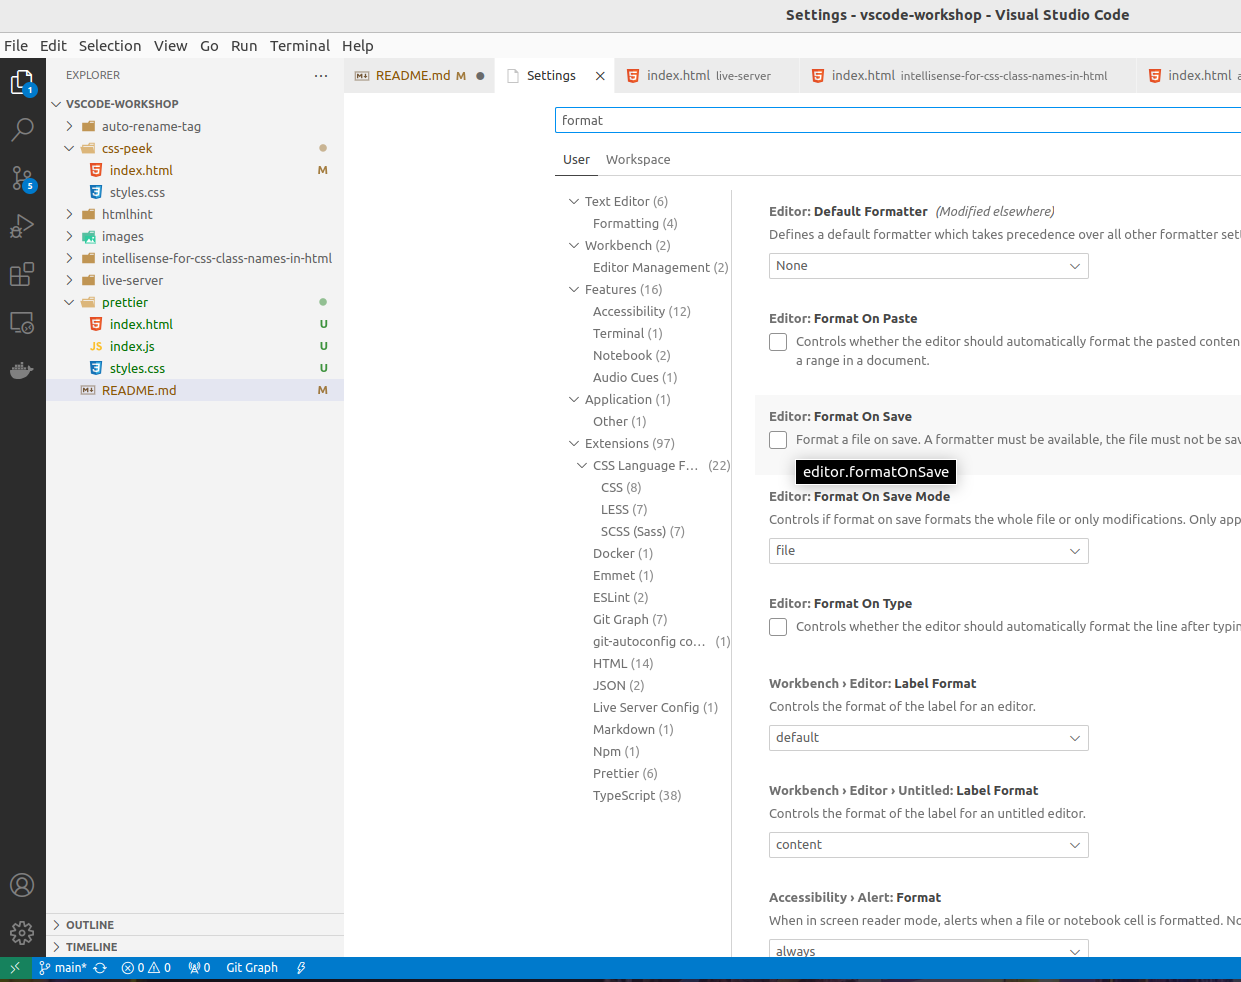 Settings - vscode-workshop - Visual Studio Code
File Edit Selection View Go Run Terminal Help
EXPLORER ...
VSCODE-WORKSHOP
auto-rename-tag
css-peek
index.html M
styles.css
htmlhint
images
intellisense-for-css-class-names-in-html
live-server
prettier
index.html U
JS index.js U
styles.css U
README.md M
OUTLINE
TIMELINE
1
5
README.md M
Settings
index.html live-server
index.html intellisense-for-css-class-names-in-html
index.html
format
User Workspace
Text Editor (6)
Formatting (4)
Workbench (2)
Editor Management (2)
Features (16)
Accessibility (12)
Terminal (1)
Notebook (2)
Audio Cues (1)
Application (1)
Other (1)
Extensions (97)
CSS Language F... (22)
CSS (8)
LESS (7)
SCSS (Sass) (7)
Docker (1)
Emmet (1)
ESLint (2)
Git Graph (7)
git-autoconfig co... (1)
HTML (14)
JSON (2)
Live Server Config (1)
Markdown (1)
Npm (1)
Prettier (6)
TypeScript (38)
Editor: Default Formatter (Modified elsewhere)
Defines a default formatter which takes precedence over all other formatter set
None
Editor: Format On Paste
Controls whether the editor should automatically format the pasted conten
a range in a document.
Editor: Format On Save
Format a file on save. A formatter must be available, the file must not be sav
editor.formatOnSave
Editor: Format On Save Mode
Controls if format on save formats the whole file or only modifications. Only app
file
Editor: Format On Type
Controls whether the editor should automatically format the line after typin
Workbench › Editor: Label Format
Controls the format of the label for an editor.
default
Workbench › Editor › Untitled: Label Format
Controls the format of the label for an untitled editor.
content
Accessibility › Alert: Format
When in screen reader mode, alerts when a file or notebook cell is formatted. No
always
main* 0 0 0 Git Graph